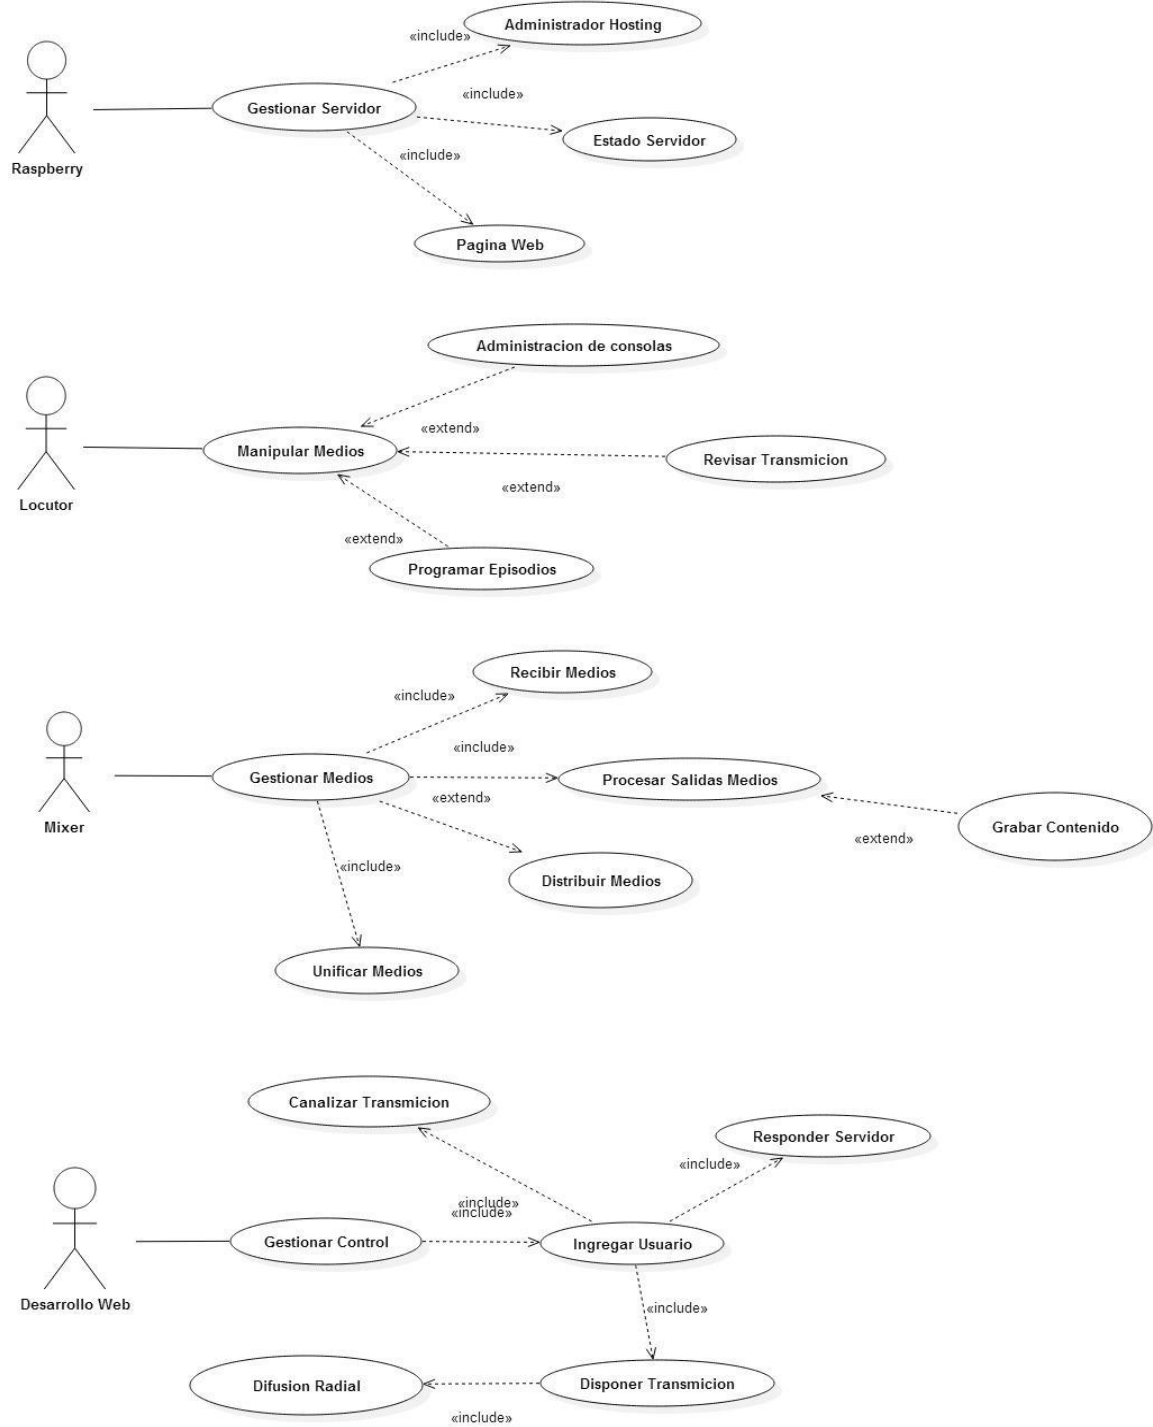 Administrador Hosting
«include»
«include»
Gestionar Servidor
Estado Servidor
«include»
Raspberry
Pagina Web
Administracion de consolas
«extend»
Manipular Medios
Revisar Transmicion
«extend»
Locutor
«extend»
Programar Episodios
Recibir Medios
«include»
«include»
Gestionar Medios
Procesar Salidas Medios
«extend»
Mixer
Grabar Contenido
«extend»
«include»
Distribuir Medios
Unificar Medios
Canalizar Transmicion
Responder Servidor
«include»
«include»
«include»
Gestionar Control
Ingregar Usuario
Desarrollo Web
«include»
Difusion Radial
Disponer Transmicion
«include»